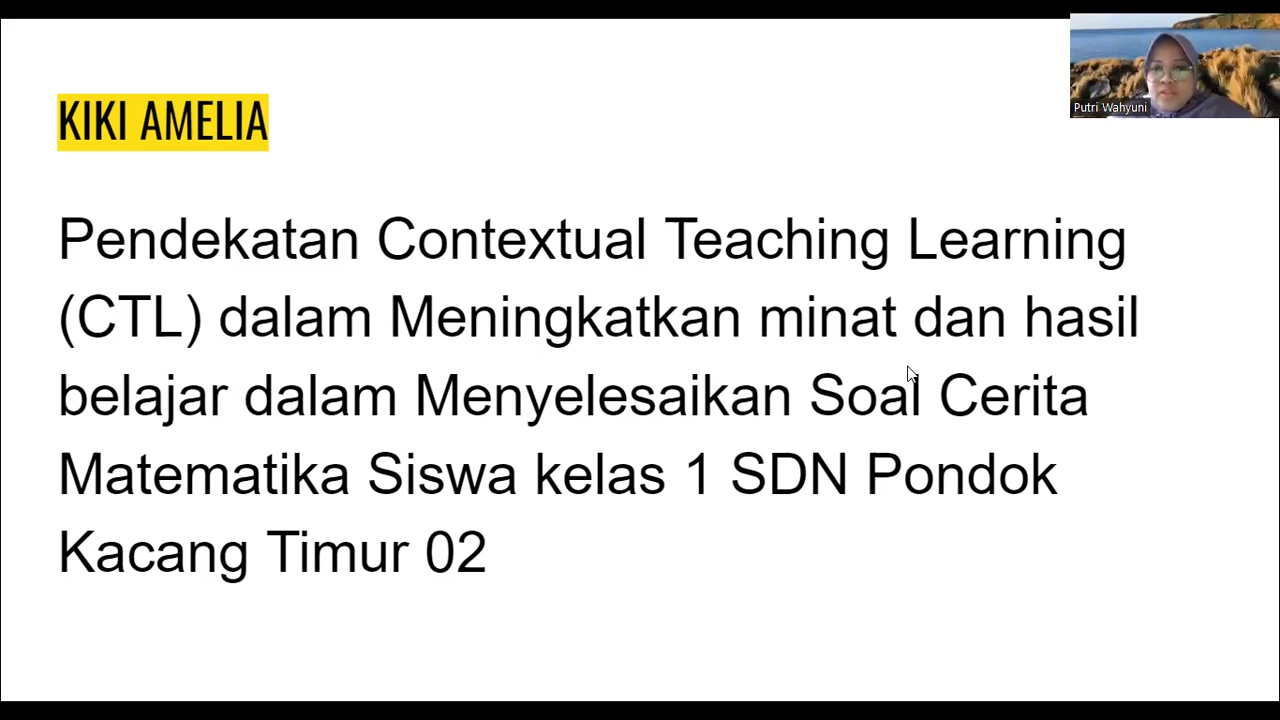 KIKI AMELIA
Putri Wahyuni
Pendekatan Contextual Teaching Learning
(CTL) dalam Meningkatkan minat dan hasil
belajar dalam Menyelesaikan Soal Cerita
Matematika Siswa kelas 1 SDN Pondok
Kacang Timur 02